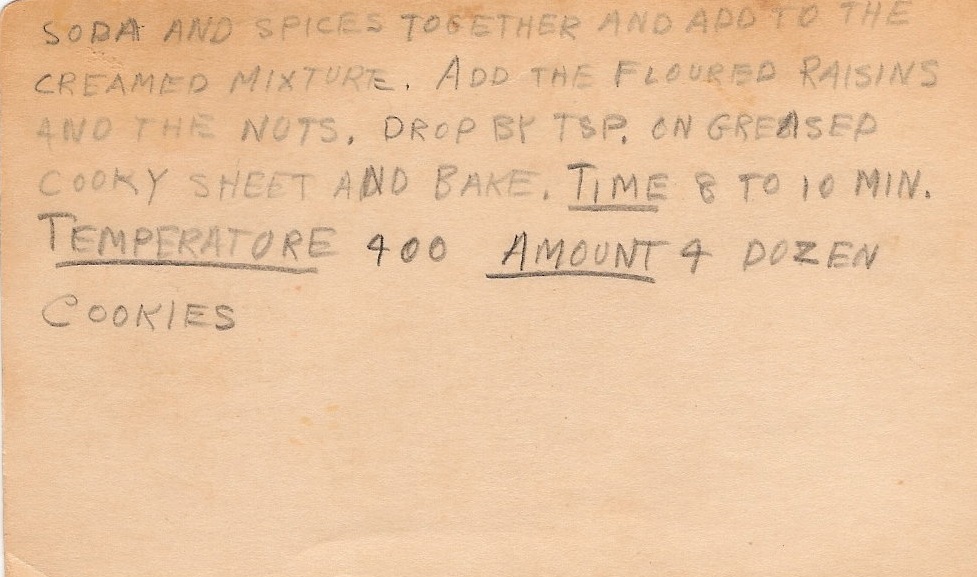 SODA AND SPICES TOGETHER AND ADD TO THE
CREAMED MIXTURE. ADD THE FLOURED RAISINS
AND THE NUTS. DROP BY TSP. ON GREASED
COOKY SHEET AND BAKE. TIME 8 TO 10 MIN.
TEMPERATORE 400 AMOUNT 4 DOZEN
COOKIES